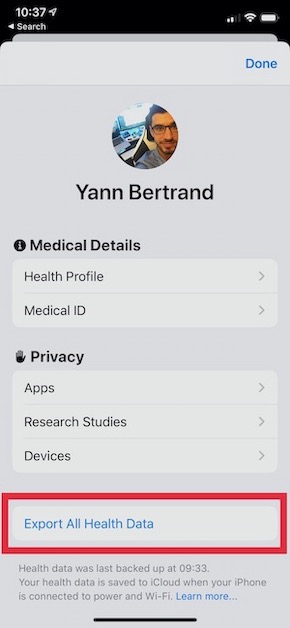 10:37
Search
Done
Yann Bertrand
Medical Details
Health Profile
Medical ID
Privacy
Apps
Research Studies
Devices
Export All Health Data
Health data was last backed up at 09:33.
Your health data is saved to iCloud when your iPhone
is connected to power and Wi-Fi. Learn more...